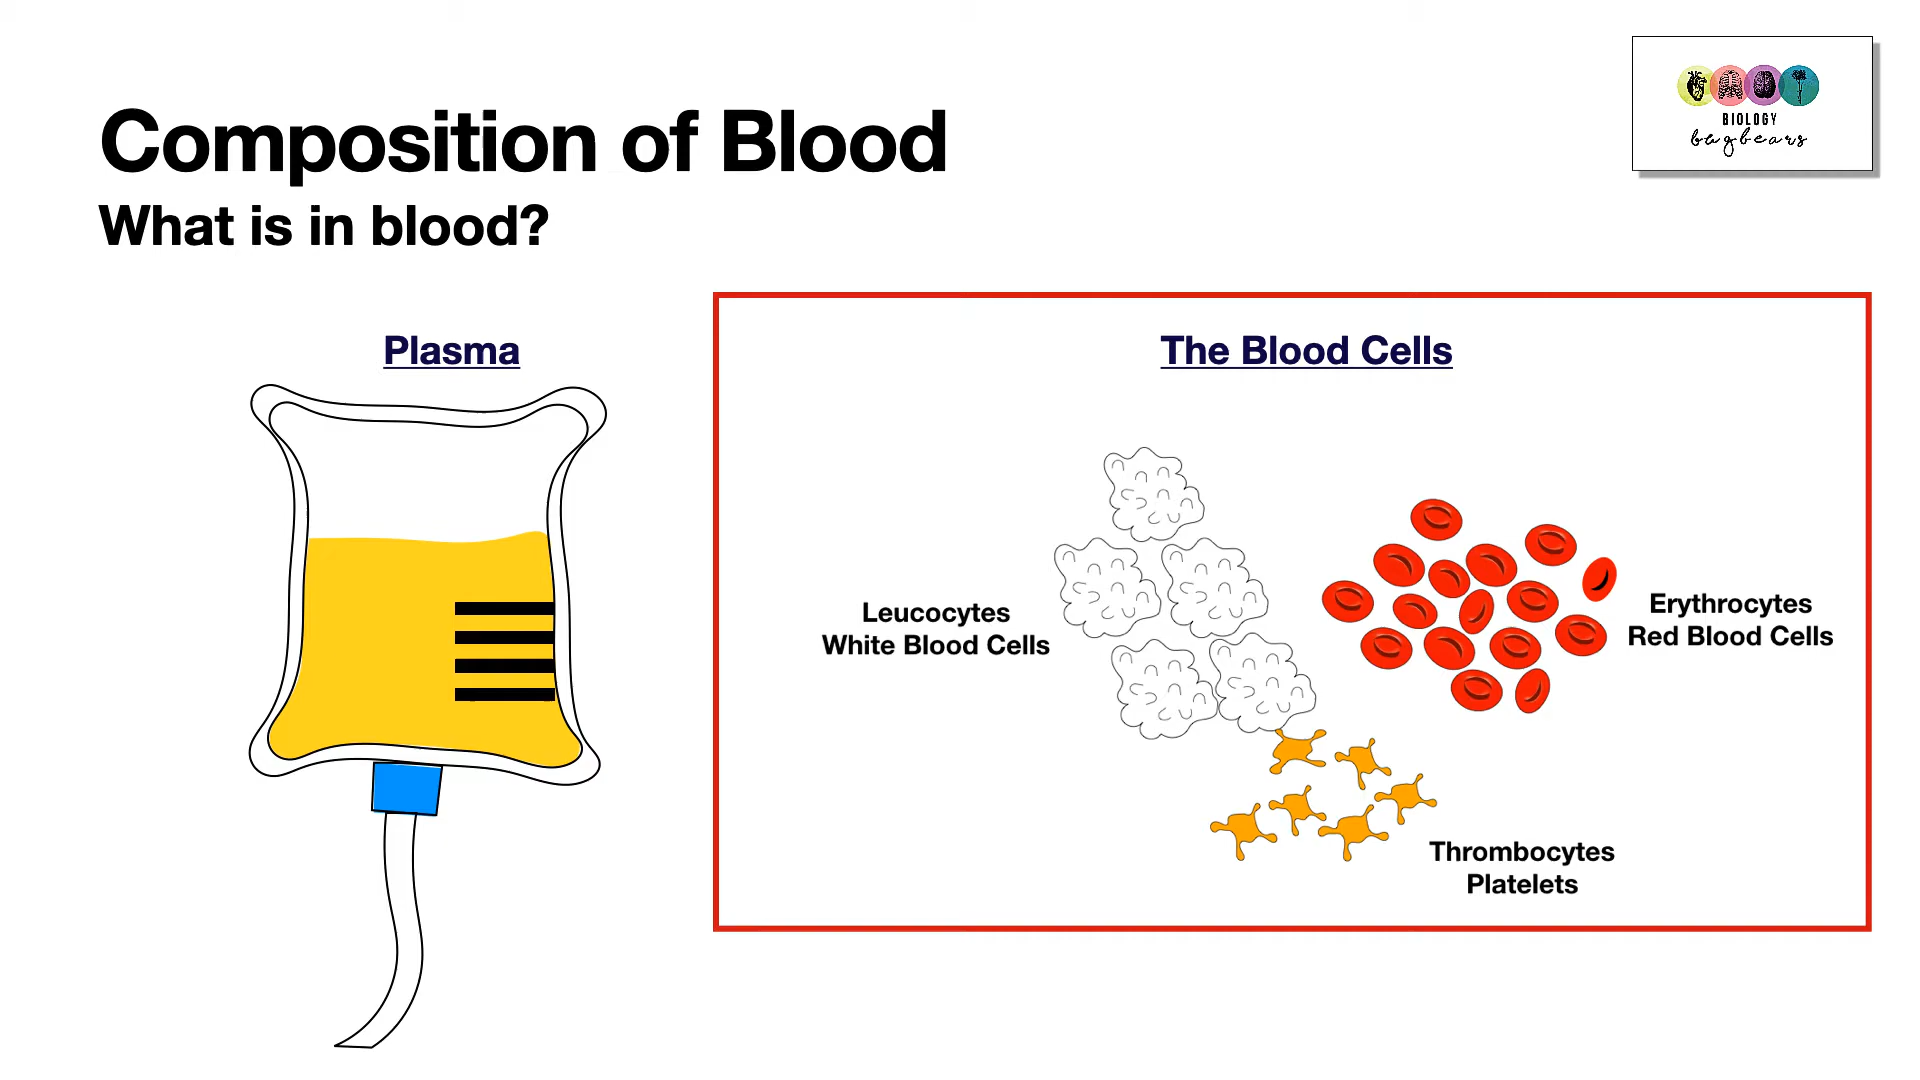 Composition of Blood
What is in blood?
BIOLOGY
bugbears
Plasma
The Blood Cells
Leucocytes
White Blood Cells
Erythrocytes
Red Blood Cells
Thrombocytes
Platelets